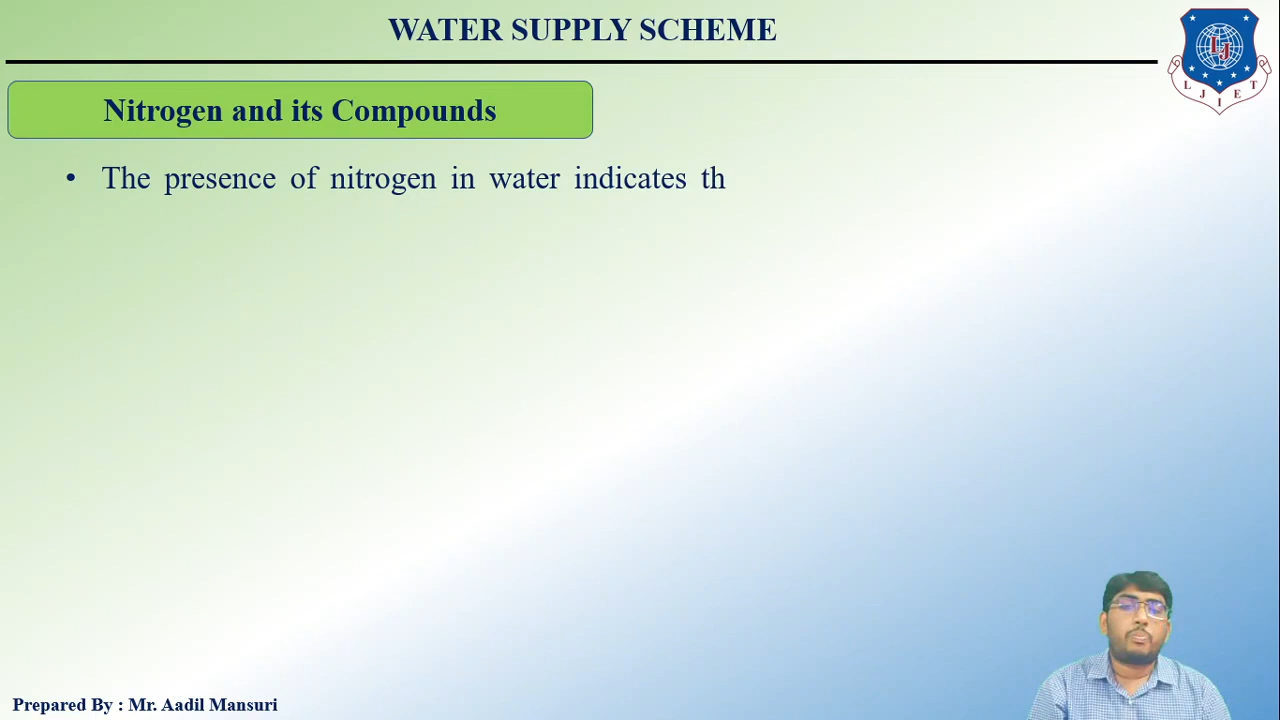 WATER SUPPLY SCHEME
LJ
L J I E T
Nitrogen and its Compounds
• The presence of nitrogen in water indicates th
Prepared By : Mr. Aadil Mansuri